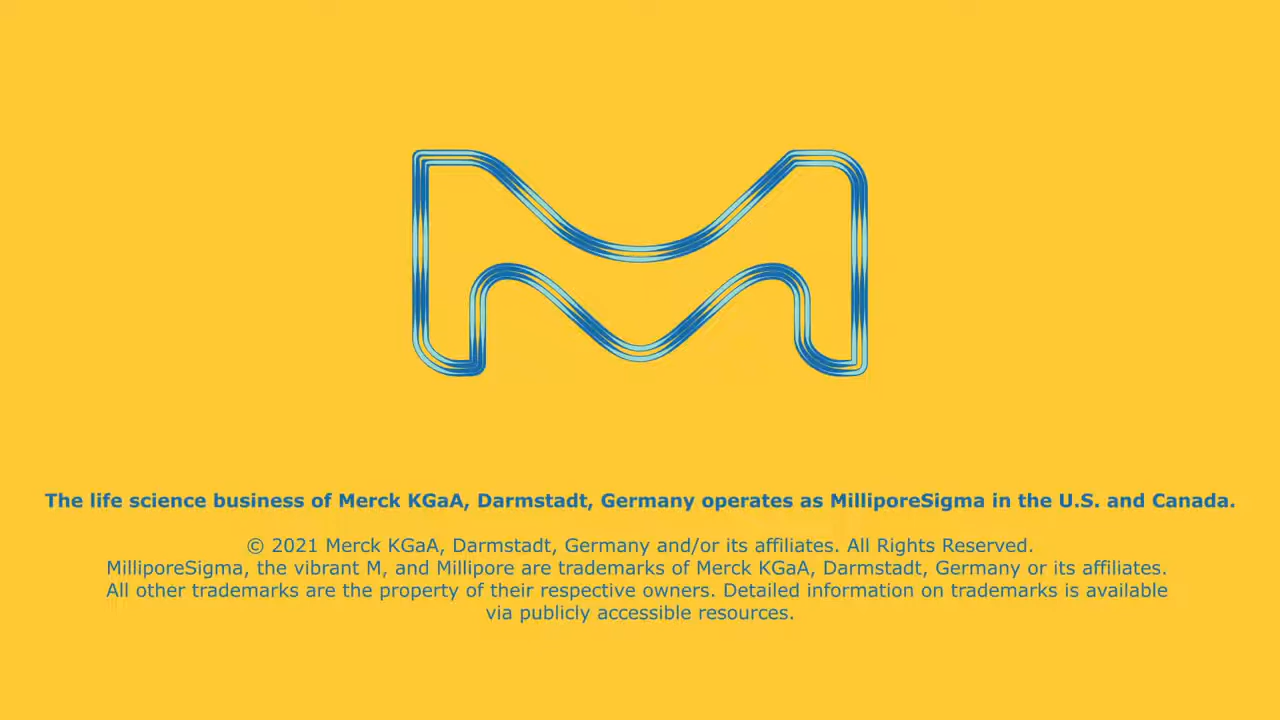 The life science business of Merck KGaA, Darmstadt, Germany operates as MilliporeSigma in the U.S. and Canada.
© 2021 Merck KGaA, Darmstadt, Germany and/or its affiliates. All Rights Reserved.
MilliporeSigma, the vibrant M, and Millipore are trademarks of Merck KGaA, Darmstadt, Germany or its affiliates.
All other trademarks are the property of their respective owners. Detailed information on trademarks is available
via publicly accessible resources.